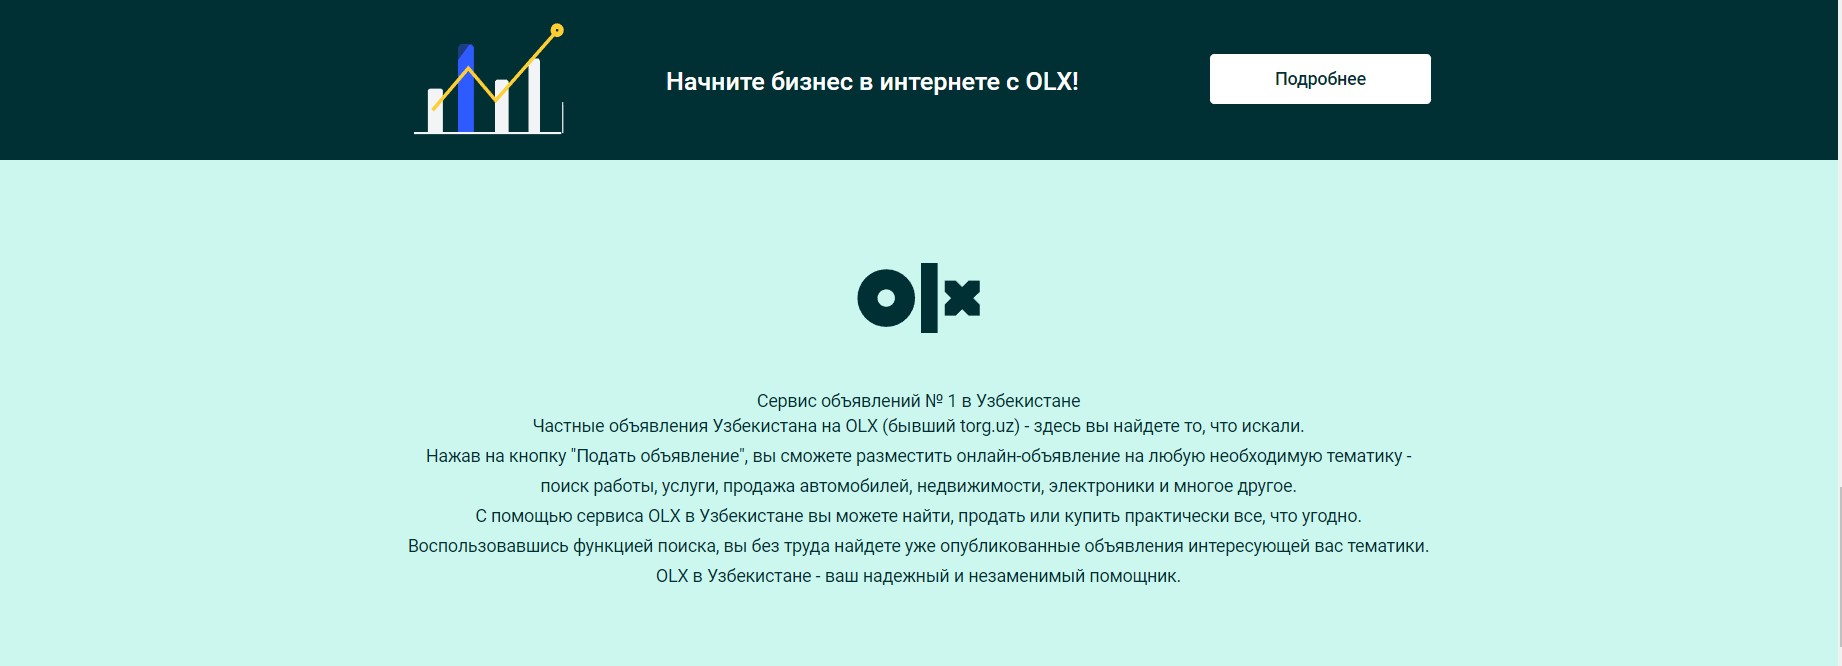 Начните бизнес в интернете с OLX!
Подробнее
olx
Сервис объявлений № 1 в Узбекистане
Частные объявления Узбекистана на OLX (бывший torg.uz) - здесь вы найдете то, что искали.
Нажав на кнопку "Подать объявление", вы сможете разместить онлайн-объявление на любую необходимую тематику -
поиск работы, услуги, продажа автомобилей, недвижимости, электроники и многое другое.
С помощью сервиса OLX в Узбекистане вы можете найти, продать или купить практически все, что угодно.
Воспользовавшись функцией поиска, вы без труда найдете уже опубликованные объявления интересующей вас тематики.
OLX в Узбекистане - ваш надежный и незаменимый помощник.